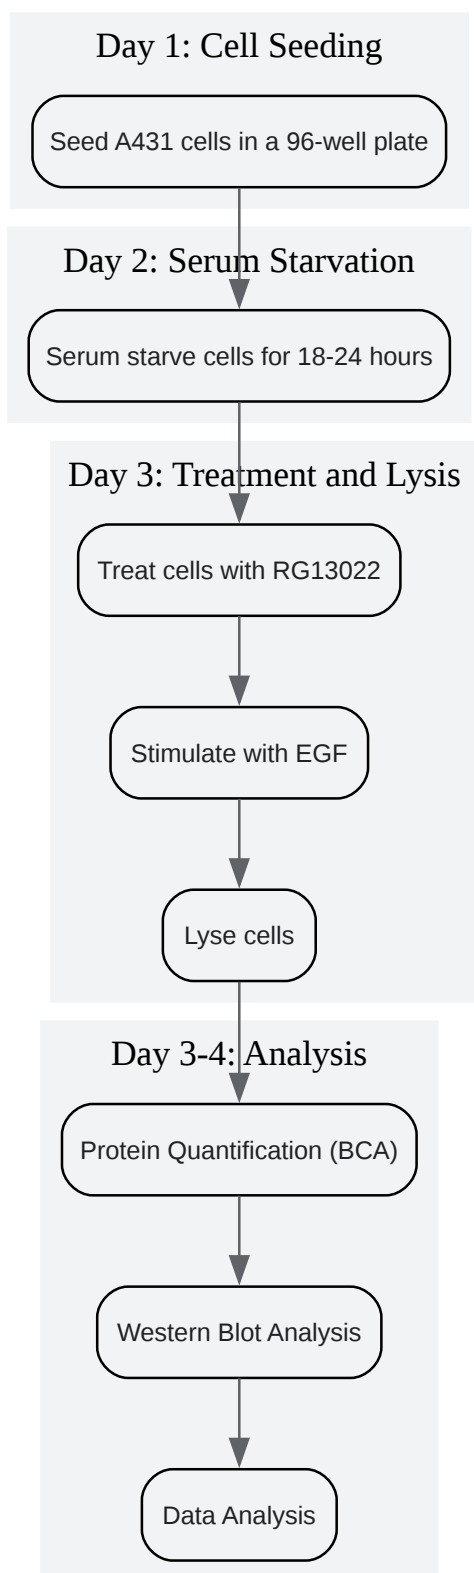 Day 1: Cell Seeding
Seed A431 cells in a 96-well plate
Day 2: Serum Starvation
Serum starve cells for 18-24 hours
Day 3: Treatment and Lysis
Treat cells with RG13022
Stimulate with EGF
Lyse cells
Day 3-4: Analysis
Protein Quantification (BCA)
Western Blot Analysis
Data Analysis